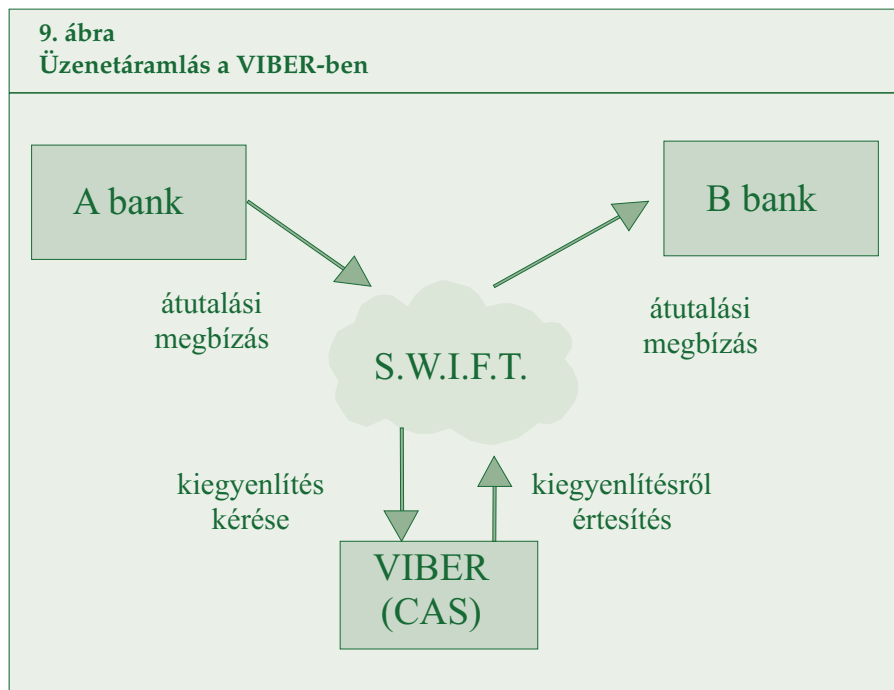 9. ábra
Üzenetáramlás a VIBER-ben
A bank
B bank
átutalási
megbízás
átutalási
megbízás
S.W.I.F.T.
kiegyenlítés
kérése
kiegyenlítésről
értesítés
VIBER
(CAS)